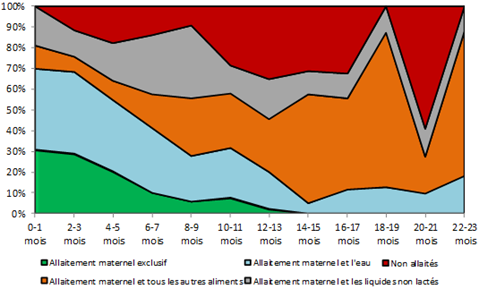 100%
90%
80%
70%
60%
50%
40%
30%
20%
10%
0%
0-1 2-3 4-5 6-7 8-9 10-11 12-13 14-15 16-17 18-19 20-21 22-23
mois mois mois mois mois mois mois mois mois mois mois mois
Allaitement maternel exclusif Allaitement maternel et l'eau Non allaités
Allaitement maternel et tous les autres aliments Allaitement maternel et les liquides non lactés